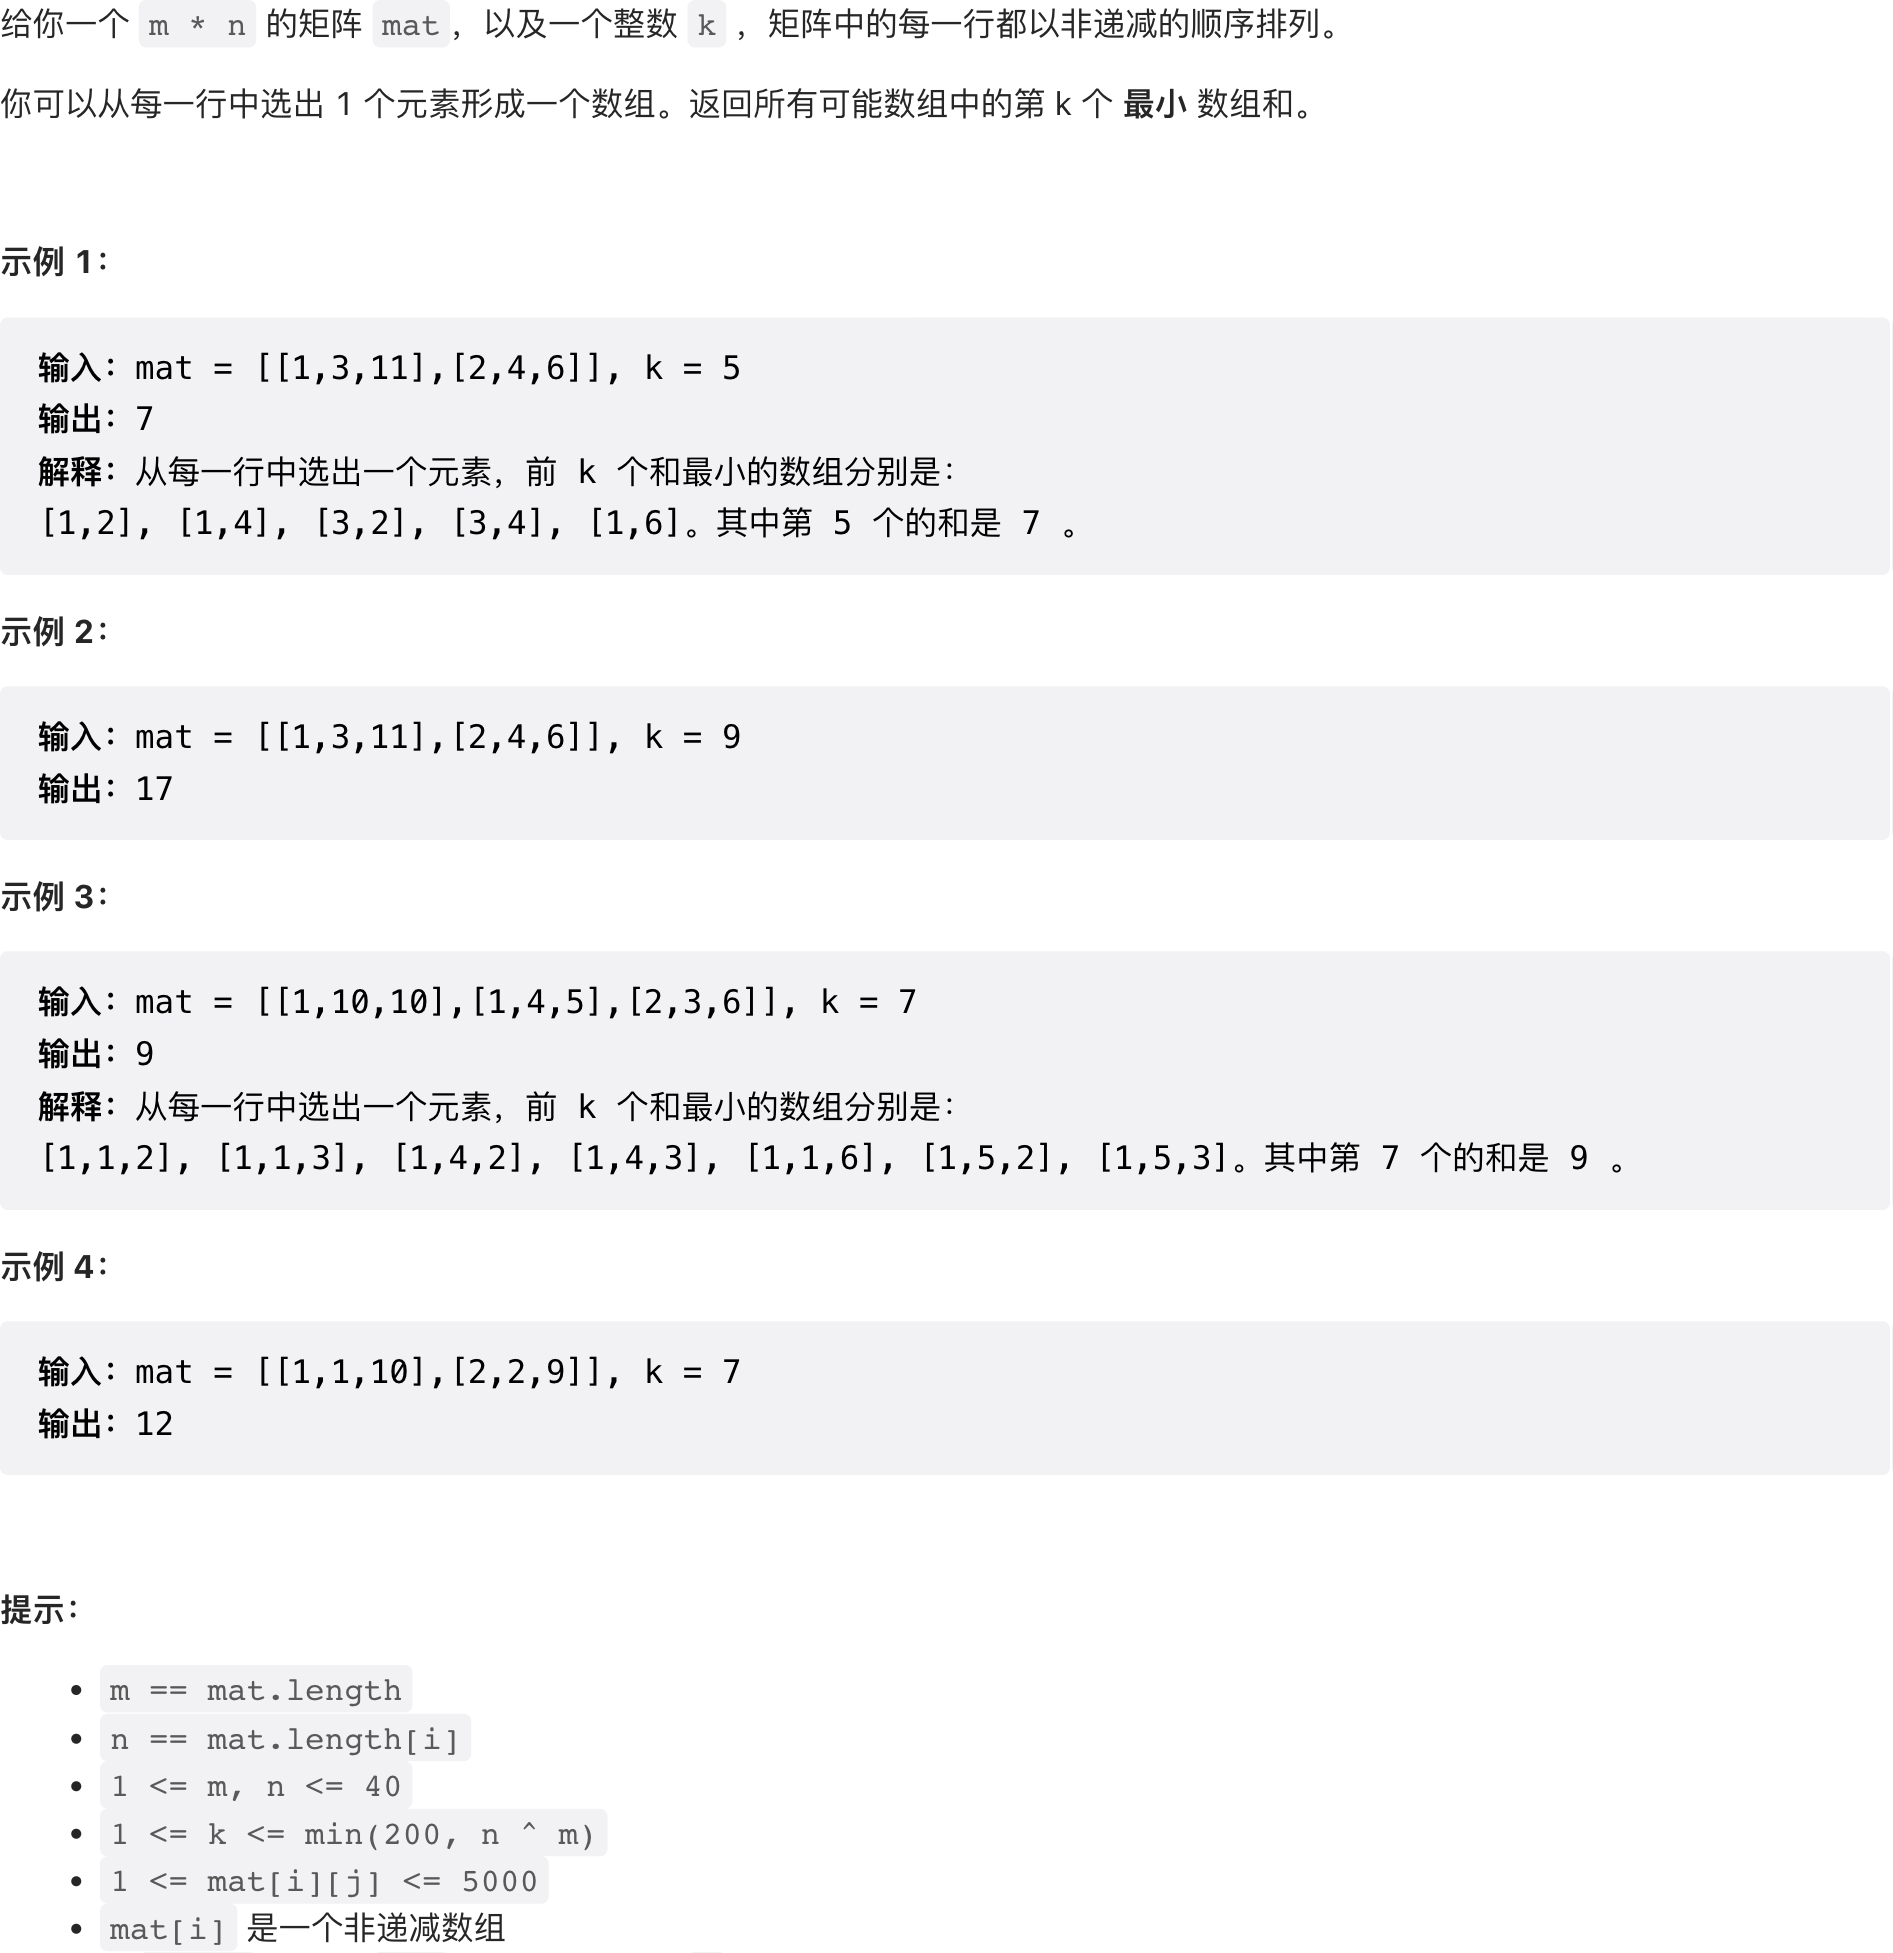 给你一个 m * n 的矩阵 mat，以及一个整数 k ，矩阵中的每一行都以非递减的顺序排列。
你可以从每一行中选出 1 个元素形成一个数组。返回所有可能数组中的第 k 个 最小 数组和。
示例 1：
输入：mat = [[1,3,11],[2,4,6]], k = 5
输出：7
解释：从每一行中选出一个元素，前 k 个和最小的数组分别是：
[1,2], [1,4], [3,2], [3,4], [1,6]。其中第 5 个的和是 7 。
示例 2：
输入：mat = [[1,3,11],[2,4,6]], k = 9
输出：17
示例 3：
输入：mat = [[1,10,10],[1,4,5],[2,3,6]], k = 7
输出：9
解释：从每一行中选出一个元素，前 k 个和最小的数组分别是：
[1,1,2], [1,1,3], [1,4,2], [1,4,3], [1,1,6], [1,5,2], [1,5,3]。其中第 7 个的和是 9 。
示例 4：
输入：mat = [[1,1,10],[2,2,9]], k = 7
输出：12
提示：
• m == mat.length
• n == mat.length[i]
• 1 <= m, n <= 40
• 1 <= k <= min(200, n ^ m)
• 1 <= mat[i][j] <= 5000
• mat[i] 是一个非递减数组